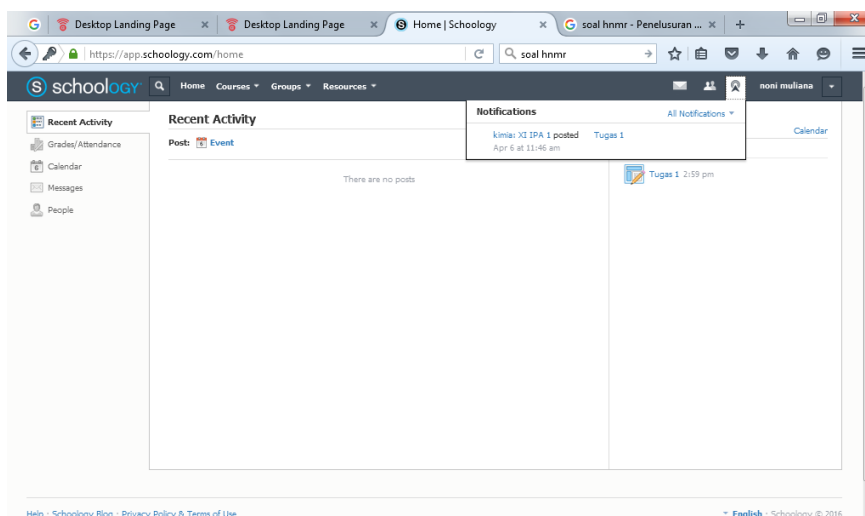 Desktop Landing Page
Desktop Landing Page
Home | Schoology
soal hnmr - Penelusuran ...
https://app.schoology.com/home
soal hnmr
S schoology
Home Courses Groups Resources
noni muliana
Recent Activity
Grades/Attendance
6 Calendar
Messages
People
Recent Activity
Post: Event
There are no posts
Notifications
All Notifications
kimia: XI IPA 1 posted Tugas 1
Apr 6 at 11:46 am
Calendar
Tugas 1 2:59 pm
Help · Schoology Blog · Privacy Policy & Terms of Use
English · Schoology © 2016